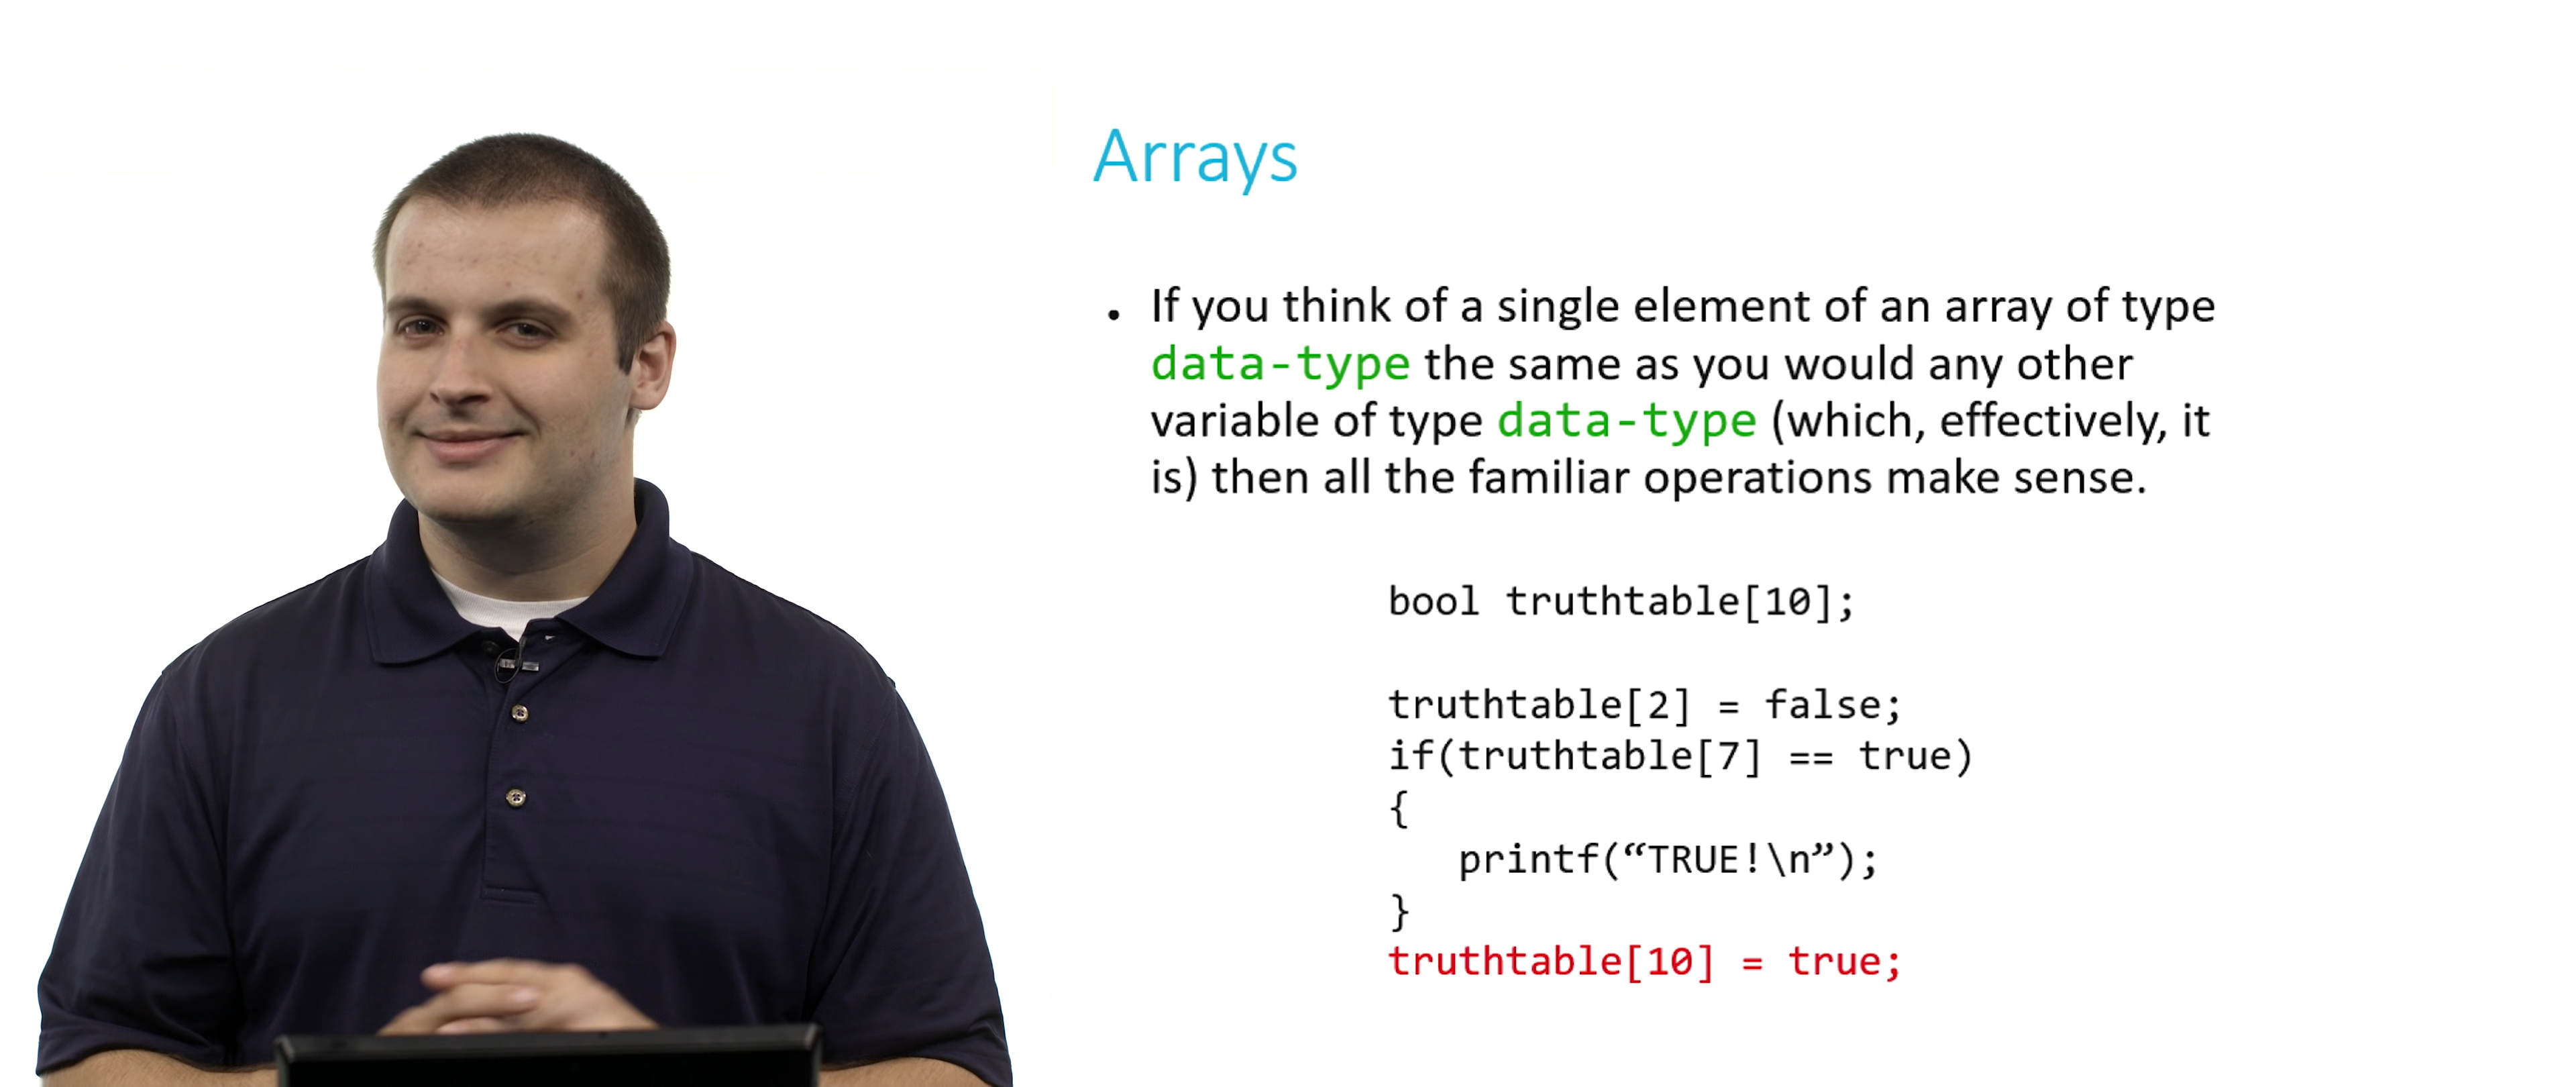 Arrays
• If you think of a single element of an array of type
data-type the same as you would any other
variable of type data-type (which, effectively, it
is) then all the familiar operations make sense.
bool truthtable[10];
truthtable[2] = false;
if(truthtable[7] == true)
{
printf(“TRUE!\n”);
}
truthtable[10] = true;